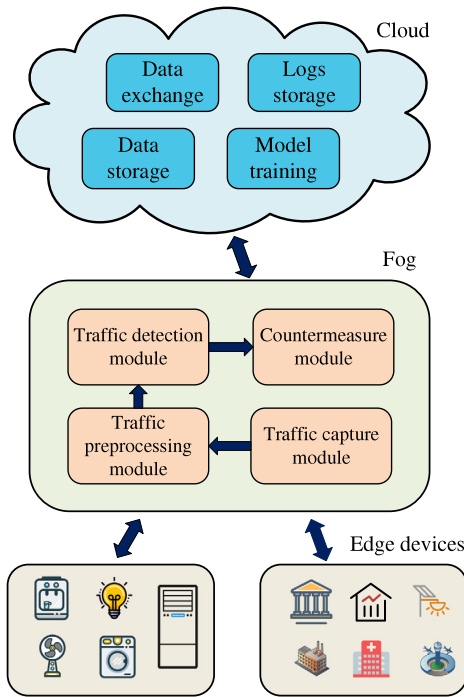 Cloud
Data
exchange
Logs
storage
Data
storage
Model
training
Fog
Traffic detection
module
Countermeasure
module
Traffic
preprocessing
module
Traffic capture
module
Edge devices